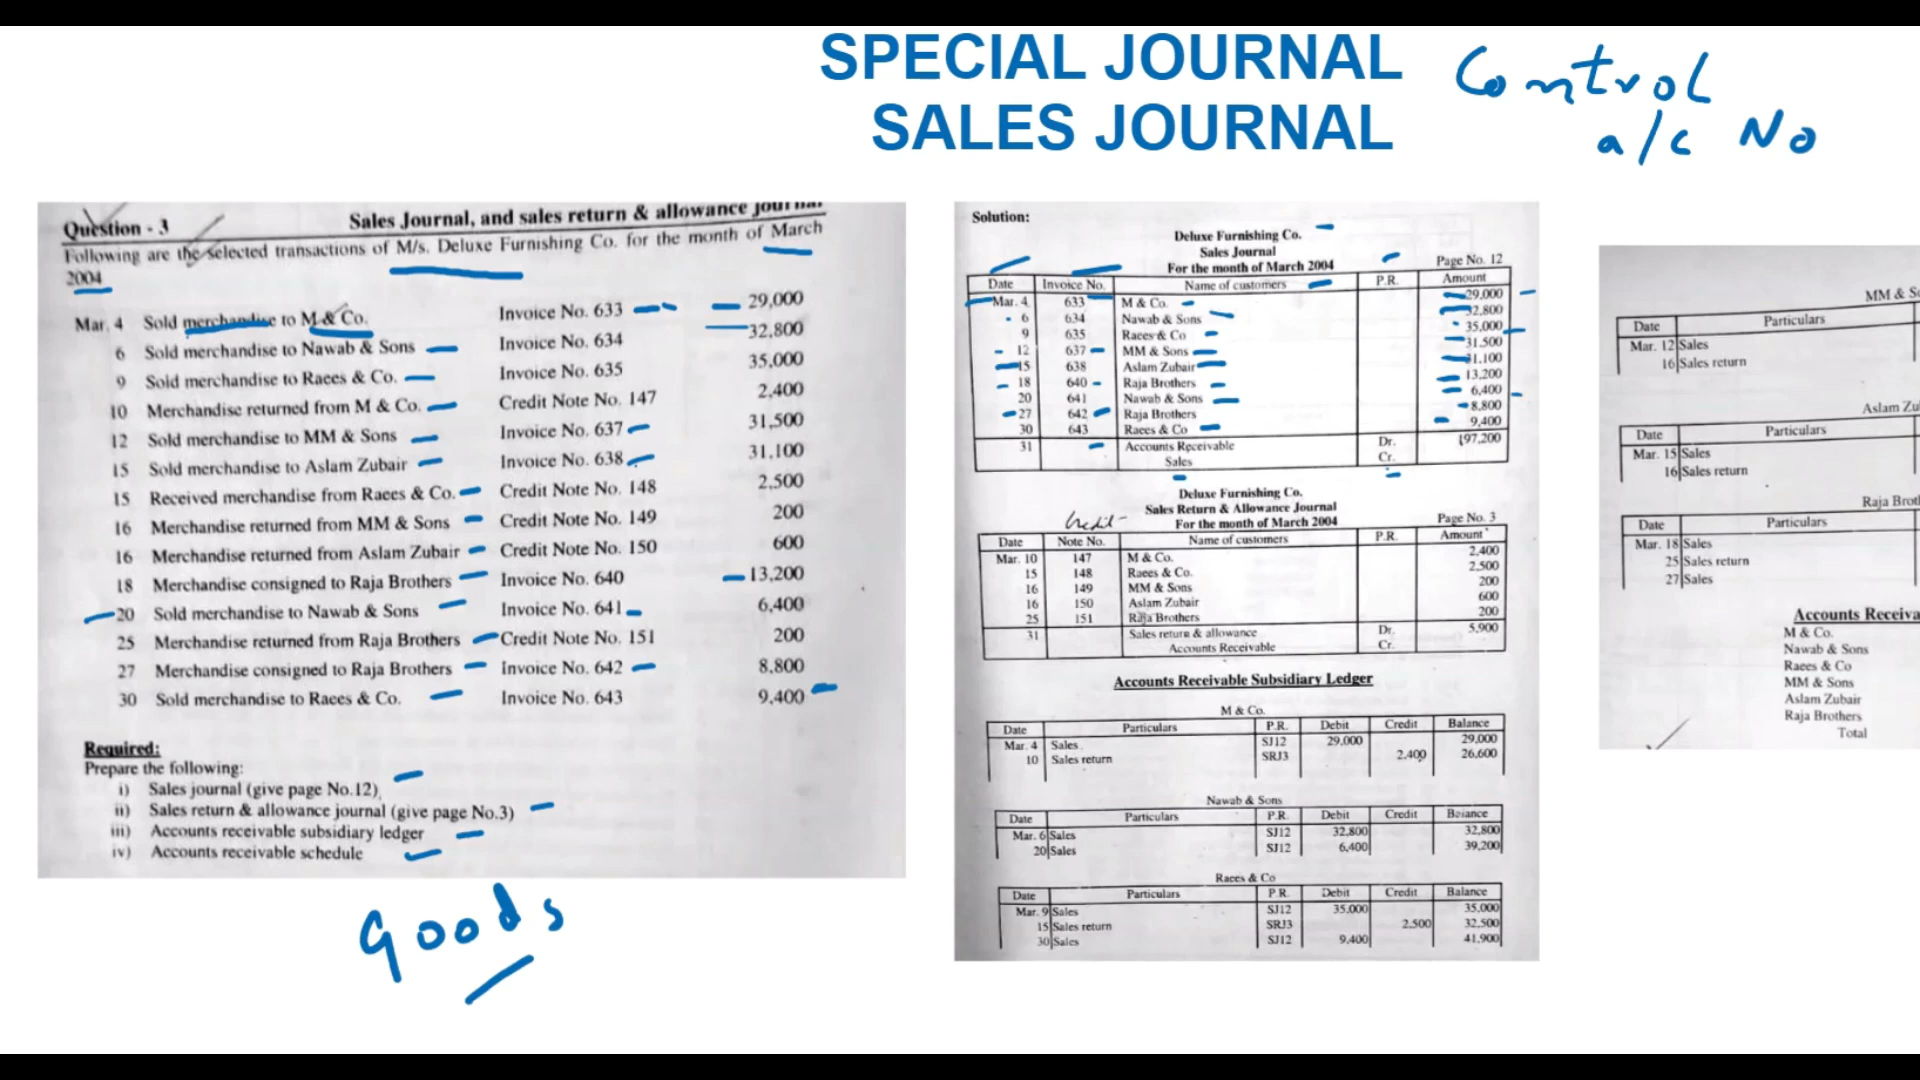 SPECIAL JOURNAL
SALES JOURNAL
Control
a/c No
Question - 3 Sales Journal, and sales return & allowance journal
Following are the selected transactions of M/s. Deluxe Furnishing Co. for the month of March
2004
Mar. 4 Sold merchandise to M & Co. Invoice No. 633 29,000
6 Sold merchandise to Nawab & Sons Invoice No. 634 32,800
9 Sold merchandise to Raees & Co. Invoice No. 635 35,000
10 Merchandise returned from M & Co. Credit Note No. 147 2,400
12 Sold merchandise to MM & Sons Invoice No. 637 31,500
15 Sold merchandise to Aslam Zubair Invoice No. 638 31,100
15 Received merchandise from Raees & Co. Credit Note No. 148 2,500
16 Merchandise returned from MM & Sons Credit Note No. 149 200
16 Merchandise returned from Aslam Zubair Credit Note No. 150 600
18 Merchandise consigned to Raja Brothers Invoice No. 640 13,200
20 Sold merchandise to Nawab & Sons Invoice No. 641 6,400
25 Merchandise returned from Raja Brothers Credit Note No. 151 200
27 Merchandise consigned to Raja Brothers Invoice No. 642 8,800
30 Sold merchandise to Raees & Co. Invoice No. 643 9,400
Required:
Prepare the following:
i) Sales journal (give page No.12)
ii) Sales return & allowance journal (give page No.3)
iii) Accounts receivable subsidiary ledger
iv) Accounts receivable schedule
goods
Solution:
Deluxe Furnishing Co.
Sales Journal
For the month of March 2004 Page No. 12
Date Invoice No. Name of customers P.R. Amount
Mar. 4 633 M & Co. 29,000
6 634 Nawab & Sons 32,800
9 635 Raees & Co 35,000
12 637 MM & Sons 31,500
15 638 Aslam Zubair 31,100
18 640 Raja Brothers 13,200
20 641 Nawab & Sons 6,400
27 642 Raja Brothers 8,800
30 643 Raees & Co 9,400
31 Accounts Receivable Dr. 197,200
Sales Cr.
Deluxe Furnishing Co.
Sales Return & Allowance Journal
Credit For the month of March 2004 Page No. 3
Date Note No. Name of customers P.R. Amount
Mar. 10 147 M & Co. 2,400
15 148 Raees & Co. 2,500
16 149 MM & Sons 200
16 150 Aslam Zubair 600
25 151 Raja Brothers 200
31 Sales return & allowance Dr. 5,900
Accounts Receivable Cr.
Accounts Receivable Subsidiary Ledger
M & Co.
Date Particulars P.R. Debit Credit Balance
Mar. 4 Sales SJ12 29,000 29,000
10 Sales return SRJ3 2,400 26,600
Nawab & Sons
Date Particulars P.R. Debit Credit Balance
Mar. 6 Sales SJ12 32,800 32,800
20 Sales SJ12 6,400 39,200
Raees & Co
Date Particulars P.R. Debit Credit Balance
Mar. 9 Sales SJ12 35,000 35,000
15 Sales return SRJ3 2,500 32,500
30 Sales SJ12 9,400 41,900
MM &
Date Particulars
Mar. 12 Sales
16 Sales return
Aslam
Date Particulars
Mar. 15 Sales
16 Sales return
Raja
Date Particulars
Mar. 18 Sales
25 Sales return
27 Sales
Accounts
M & Co.
Nawab & Sons
Raees & Co
MM & Sons
Aslam Zubair
Raja Brothers
Total